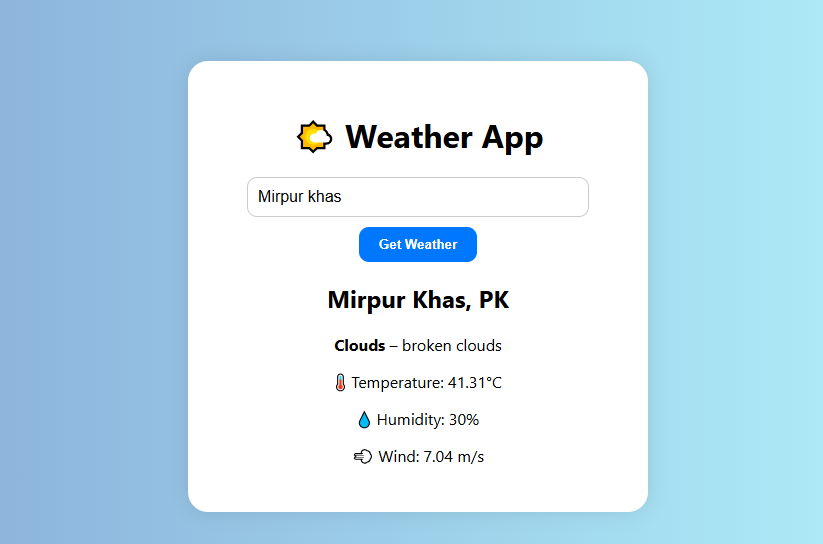 Weather App
Mirpur khas
Get Weather
Mirpur Khas, PK
Clouds – broken clouds
Temperature: 41.31°C
Humidity: 30%
Wind: 7.04 m/s